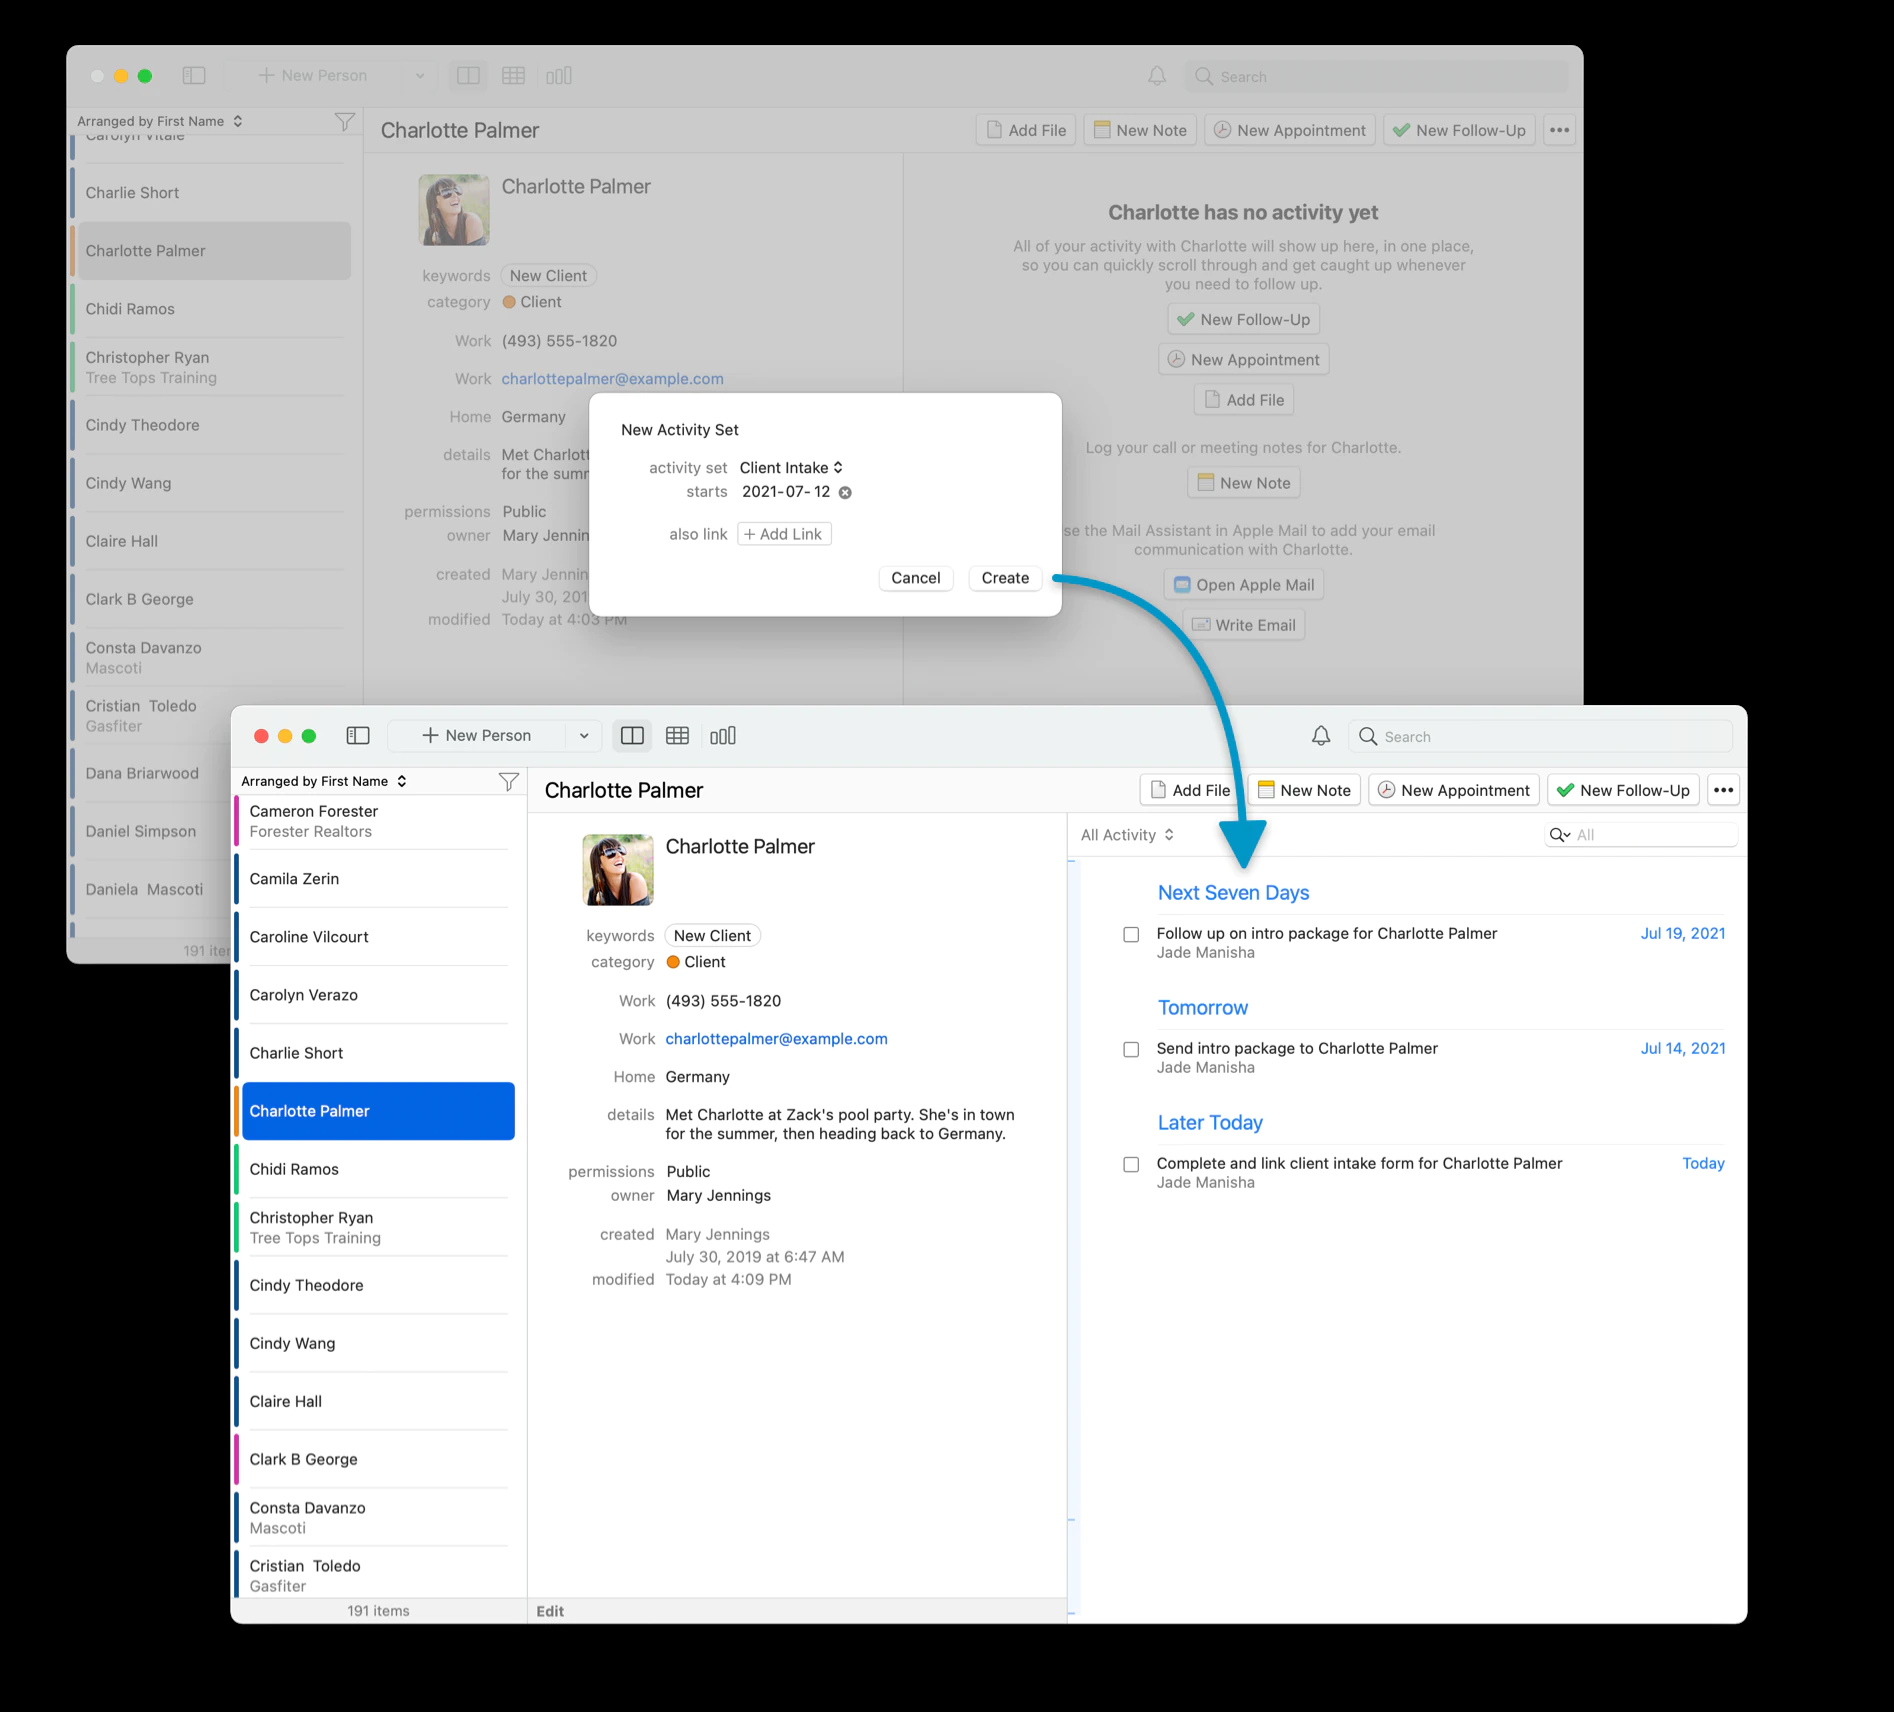 New Person
Search
Arranged by First Name
Carolyn Vitale
Charlie Short
Charlotte Palmer
Chidi Ramos
Christopher Ryan
Tree Tops Training
Cindy Theodore
Cindy Wang
Claire Hall
Clark B George
Consta Davanzo
Mascoti
Cristian Toledo
Gasfiter
Dana Briarwood
Daniel Simpson
Daniela Mascoti
191
Charlotte Palmer
Add File
New Note
New Appointment
New Follow-Up
Charlotte Palmer
keywords New Client
category Client
Work (493) 555-1820
Work charlottepalmer@example.com
Home Germany
details Met
for the
permissions Public
owner Mary
created Mary
July 30,
modified Today at 4:03 PM
Charlotte has no activity yet
All of your activity with Charlotte will show up here, in one place,
so you can quickly scroll through and get caught up whenever
you need to follow up.
New Follow-Up
New Appointment
Add File
Log your call or meeting notes for Charlotte.
New Note
the Mail Assistant in Apple Mail to add your email
communication with Charlotte.
Open Apple Mail
Write Email
New Activity Set
activity set Client Intake
starts 2021-07-12
also link + Add Link
Cancel
Create
New Person
Search
Arranged by First Name
Cameron Forester
Forester Realtors
Camila Zerin
Caroline Vilcourt
Carolyn Verazo
Charlie Short
Charlotte Palmer
Chidi Ramos
Christopher Ryan
Tree Tops Training
Cindy Theodore
Cindy Wang
Claire Hall
Clark B George
Consta Davanzo
Mascoti
Cristian Toledo
Gasfiter
191 items
Charlotte Palmer
Add File
New Note
New Appointment
New Follow-Up
Charlotte Palmer
keywords New Client
category Client
Work (493) 555-1820
Work charlottepalmer@example.com
Home Germany
details Met Charlotte at Zack's pool party. She's in town
for the summer, then heading back to Germany.
permissions Public
owner Mary Jennings
created Mary Jennings
July 30, 2019 at 6:47 AM
modified Today at 4:09 PM
Edit
All Activity
All
Next Seven Days
Follow up on intro package for Charlotte Palmer Jul 19, 2021
Jade Manisha
Tomorrow
Send intro package to Charlotte Palmer Jul 14, 2021
Jade Manisha
Later Today
Complete and link client intake form for Charlotte Palmer Today
Jade Manisha